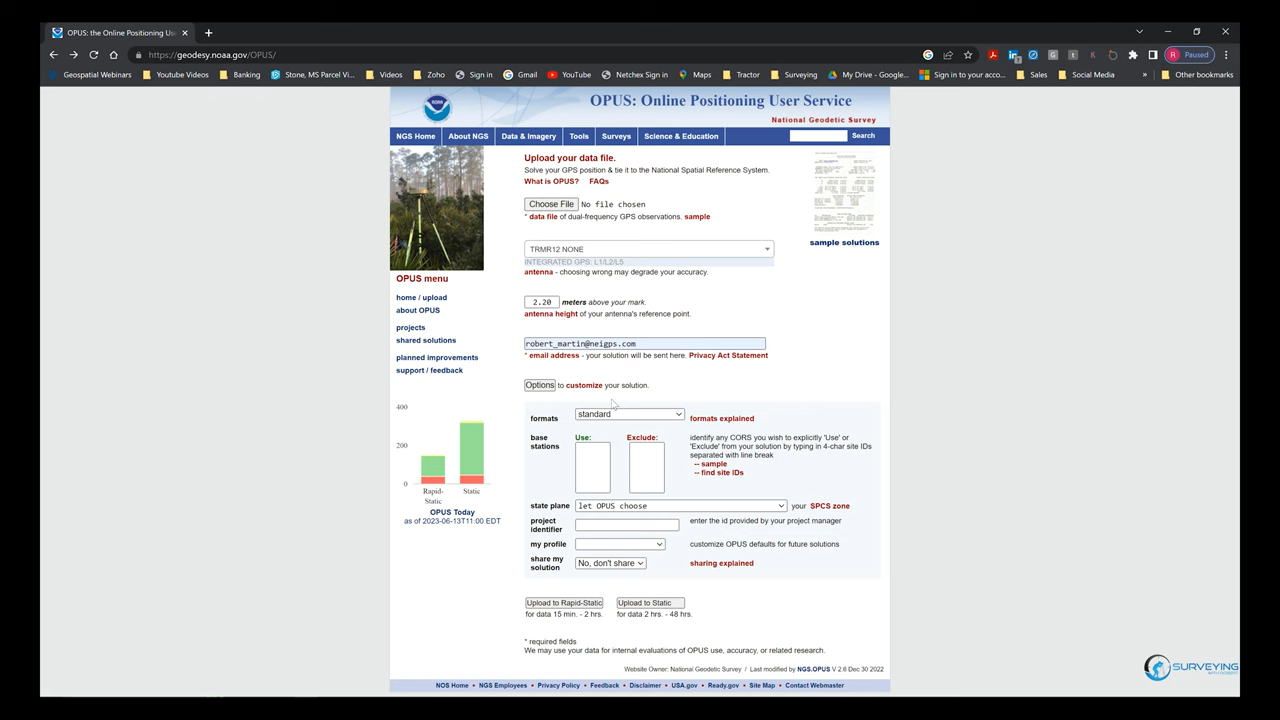 OPUS: the Online Positioning Us
https://geodesy.noaa.gov/OPUS/
R Paused
Geospatial Webinars Youtube Videos Banking Stone, MS Parcel Vi... Videos Zoho Sign in Gmail YouTube Netchex Sign in Maps Tractor Surveying My Drive - Google... Sign in to your acco... Sales Social Media » Other bookmarks
OPUS: Online Positioning User Service
National Geodetic Survey
NGS Home About NGS Data & Imagery Tools Surveys Science & Education Search
Upload your data file.
Solve your GPS position & tie it to the National Spatial Reference System.
What is OPUS? FAQs
Choose File No file chosen
* data file of dual-frequency GPS observations. sample
sample solutions
TRMR12 NONE
INTEGRATED GPS: L1/L2/L5
antenna - choosing wrong may degrade your accuracy.
OPUS menu
home / upload
about OPUS
projects
shared solutions
planned improvements
support / feedback
2.20 meters above your mark.
antenna height of your antenna's reference point.
robert_martin@neigps.com
* email address - your solution will be sent here. Privacy Act Statement
Options to customize your solution.
formats standard formats explained
base stations
Use: Exclude:
identify any CORS you wish to explicitly 'Use' or
'Exclude' from your solution by typing in 4-char site IDs
separated with line break
-- sample
-- find site IDs
state plane let OPUS choose your SPCS zone
project identifier enter the id provided by your project manager
my profile customize OPUS defaults for future solutions
share my solution No, don't share sharing explained
400
200
0
Rapid-Static Static
OPUS Today
as of 2023-06-13T11:00 EDT
Upload to Rapid-Static Upload to Static
for data 15 min. - 2 hrs. for data 2 hrs. - 48 hrs.
* required fields
We may use your data for internal evaluations of OPUS use, accuracy, or related research.
Website Owner: National Geodetic Survey / Last modified by NGS.OPUS V 2.6 Dec 30 2022
NOS Home • NGS Employees • Privacy Policy • Feedback • Disclaimer • USA.gov • Ready.gov • Site Map • Contact Webmaster
SURVEYING
WITH ROBERT